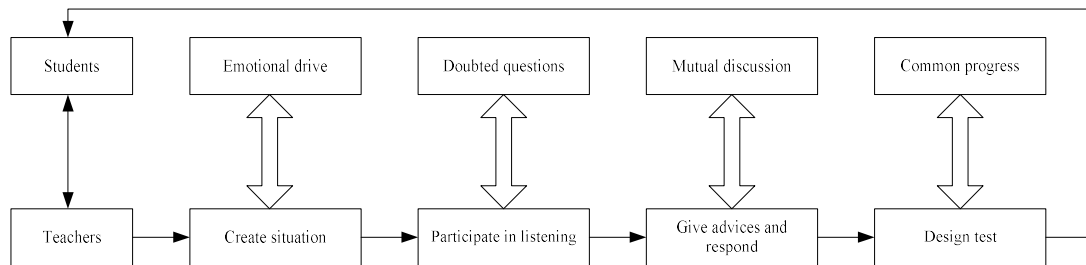 Students
Emotional drive
Doubted questions
Mutual discussion
Common progress
Teachers
Create situation
Participate in listening
Give advices and
respond
Design test